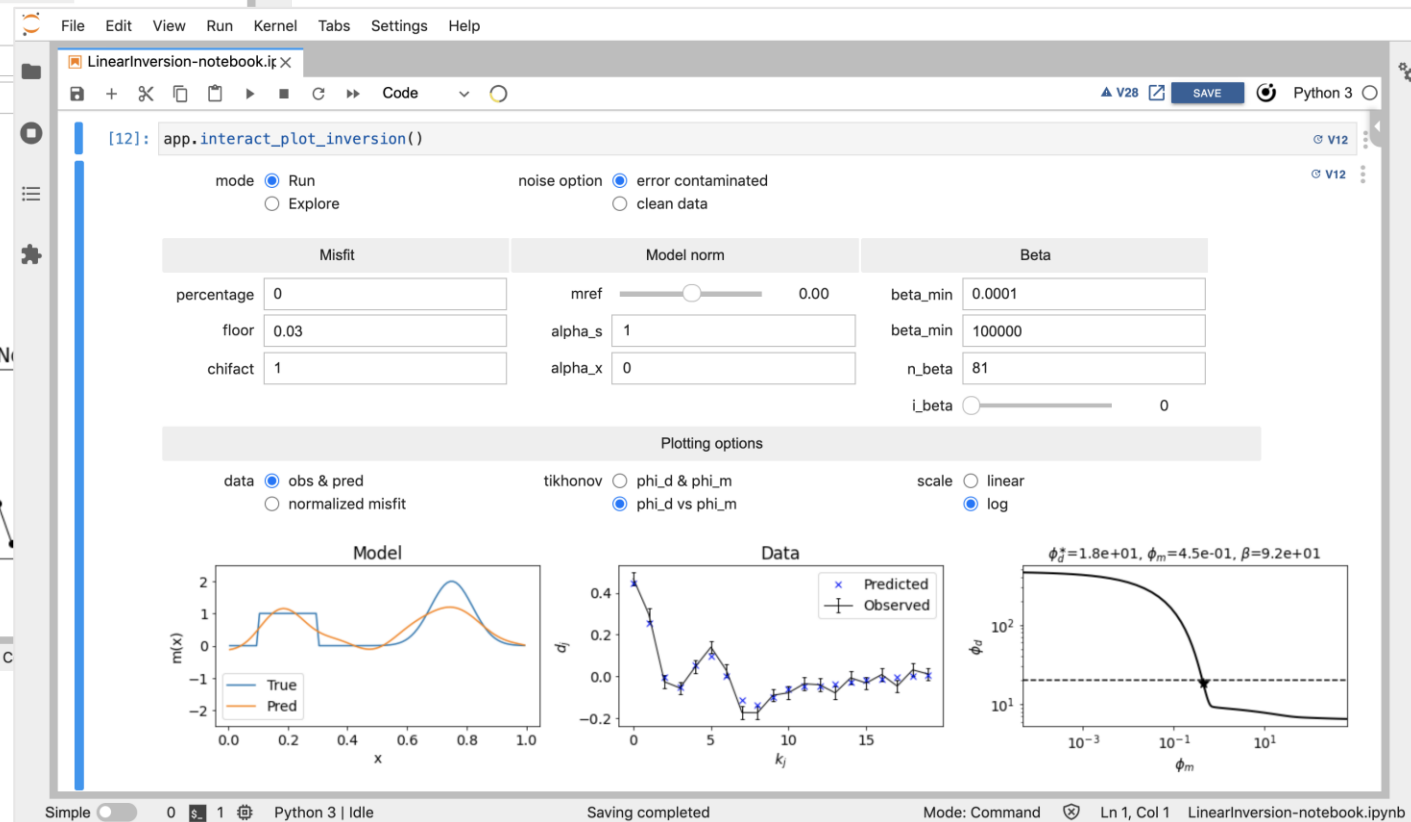 File Edit View Run Kernel Tabs Settings Help
LinearInversion-notebook.ip
Code
V28 SAVE Python 3
[12]: app.interact_plot_inversion() V12
V12
mode Run noise option error contaminated
Explore clean data
Misfit Model norm Beta
percentage 0 mref 0.00 beta_min 0.0001
floor 0.03 alpha_s 1 beta_min 100000
chifact 1 alpha_x 0 n_beta 81
i_beta 0
Plotting options
data obs & pred tikhonov phi_d & phi_m scale linear
normalized misfit phi_d vs phi_m log
Model
2
1
0
−1
−2
m(x)
True
Pred
0.0 0.2 0.4 0.6 0.8 1.0
x
Data
0.4
0.2
0.0
−0.2
dj
Predicted
Observed
0 5 10 15
kj
ϕ*d=1.8e+01, ϕm=4.5e-01, β=9.2e+01
10²
10¹
ϕd
10⁻³ 10⁻¹ 10¹
ϕm
Simple 0 1 Python 3 | Idle Saving completed Mode: Command Ln 1, Col 1 LinearInversion-notebook.ipynb